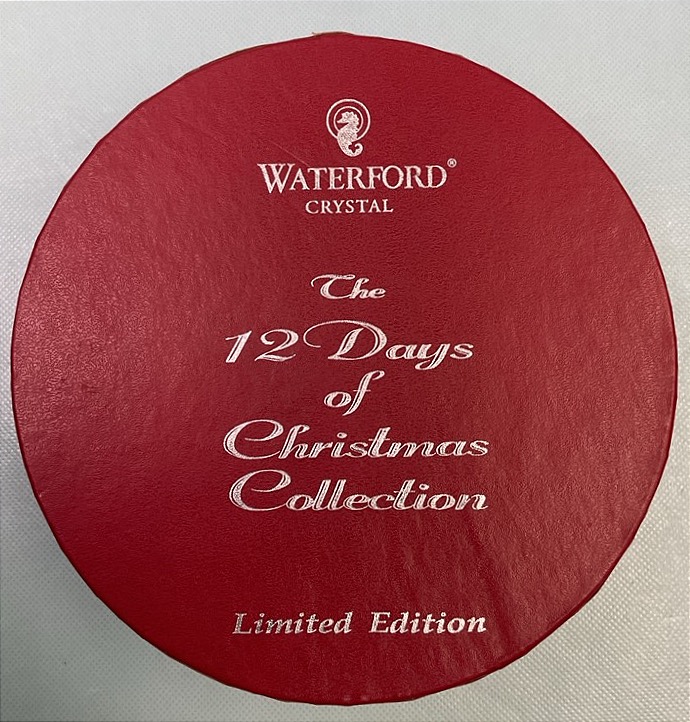 WATERFORD®
CRYSTAL
The
12 Days
of
Christmas
Collection
Limited Edition